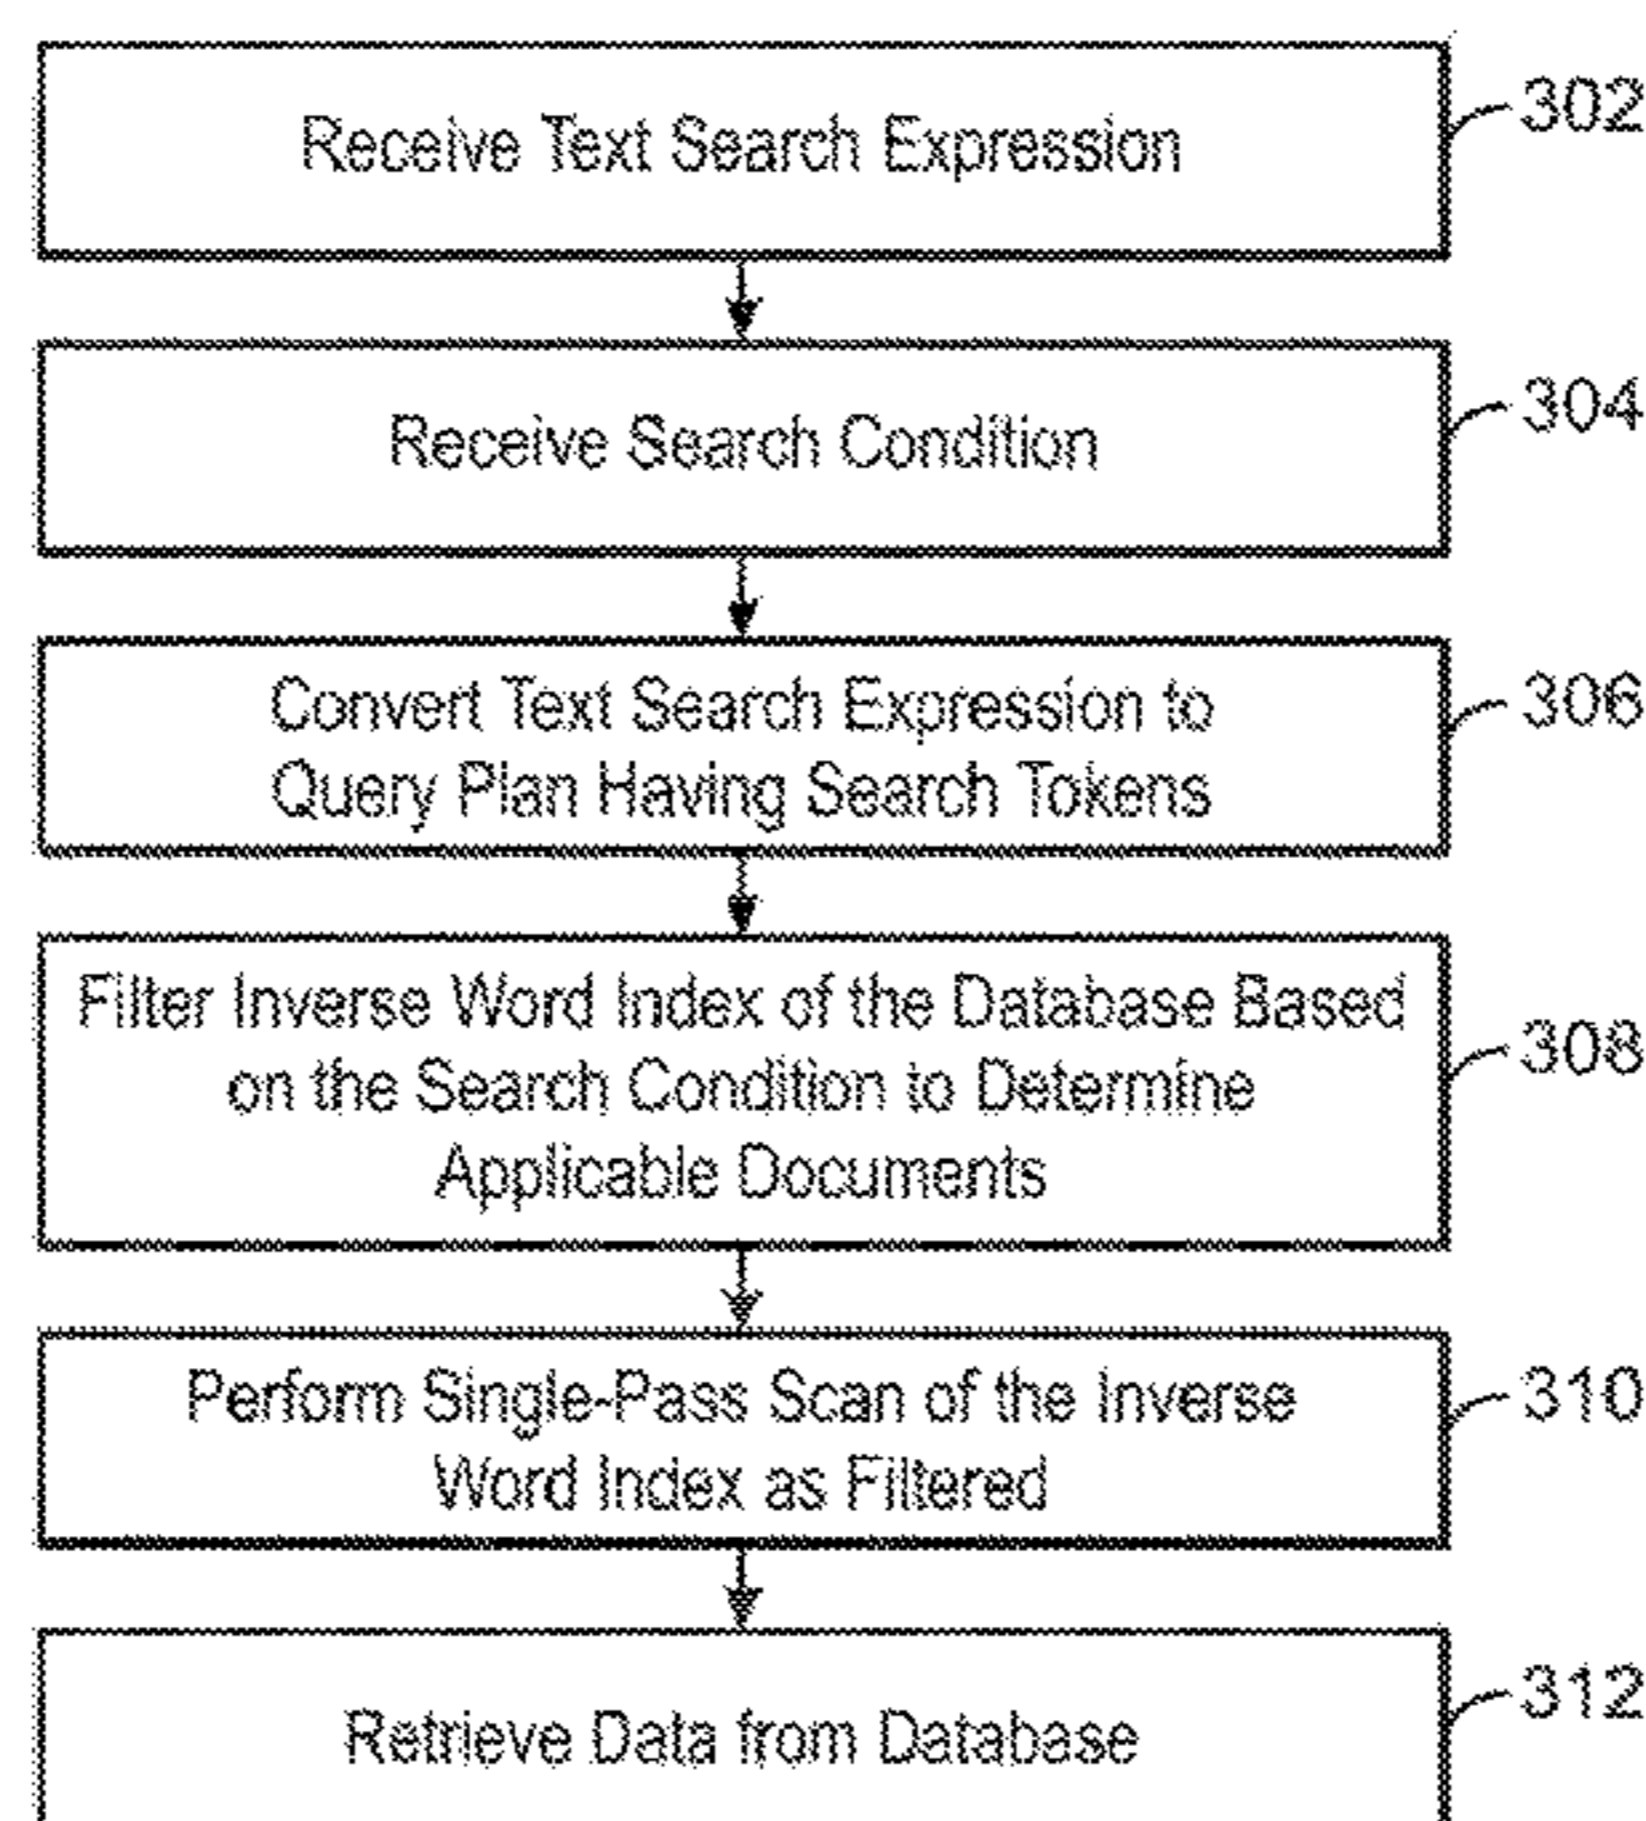 Receive Text Search Expression
302
Receive Search Condition
304
Convert Text Search Expression to
Query Plan Having Search Tokens
306
Filter Inverse Word Index of the Database Based
on the Search Condition to Determine
Applicable Documents
308
Perform Single-Pass Scan of the Inverse
Word Index as Filtered
310
Retrieve Data from Database
312